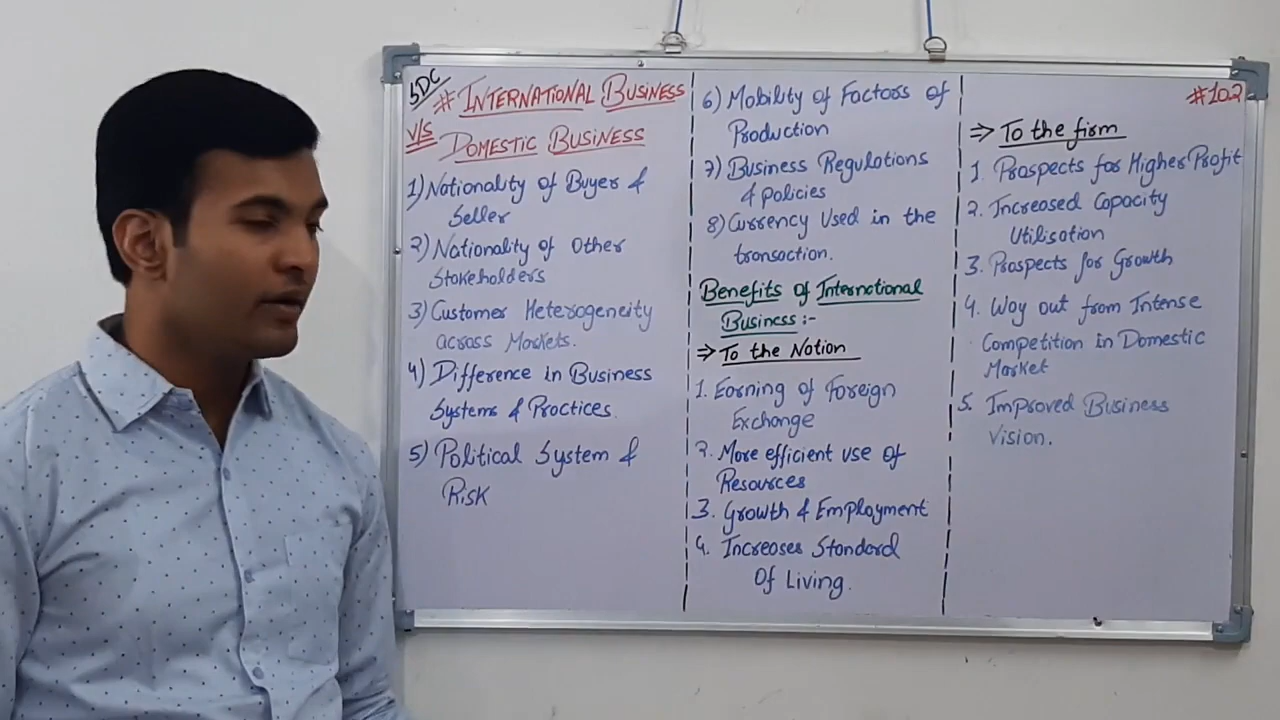 SDC
# INTERNATIONAL BUSINESS
V/S
DOMESTIC BUSINESS
1) Nationality of Buyer &
Seller
2) Nationality of Other
Stakeholders
3) Customer Heterogeneity
across Markets.
4) Difference in Business
Systems & Practices.
5) Political System &
Risk
6) Mobility of Factors of
Production
7) Business Regulations
& policies
8) Currency Used in the
transaction.
Benefits of International
Business :-
⇒ To the Nation
1. Earning of Foreign
Exchange
2. More efficient use of
Resources
3. Growth & Employment
4. Increases Standard
Of Living.
#10.2
⇒ To the firm
1. Prospects for Higher Profit
2. Increased Capacity
Utilisation
3. Prospects for Growth
4. Way out from Intense
Competition in Domestic
Market
5. Improved Business
Vision.